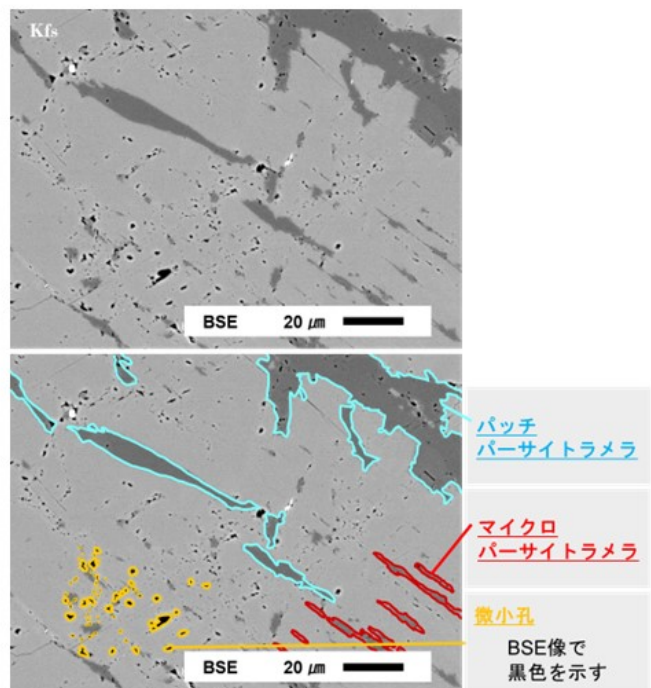 Kfs
BSE 20 μm
パッチ
パーサイトラメラ
マイクロ
パーサイトラメラ
微小孔
BSE像で
黒色を示す
BSE 20 μm